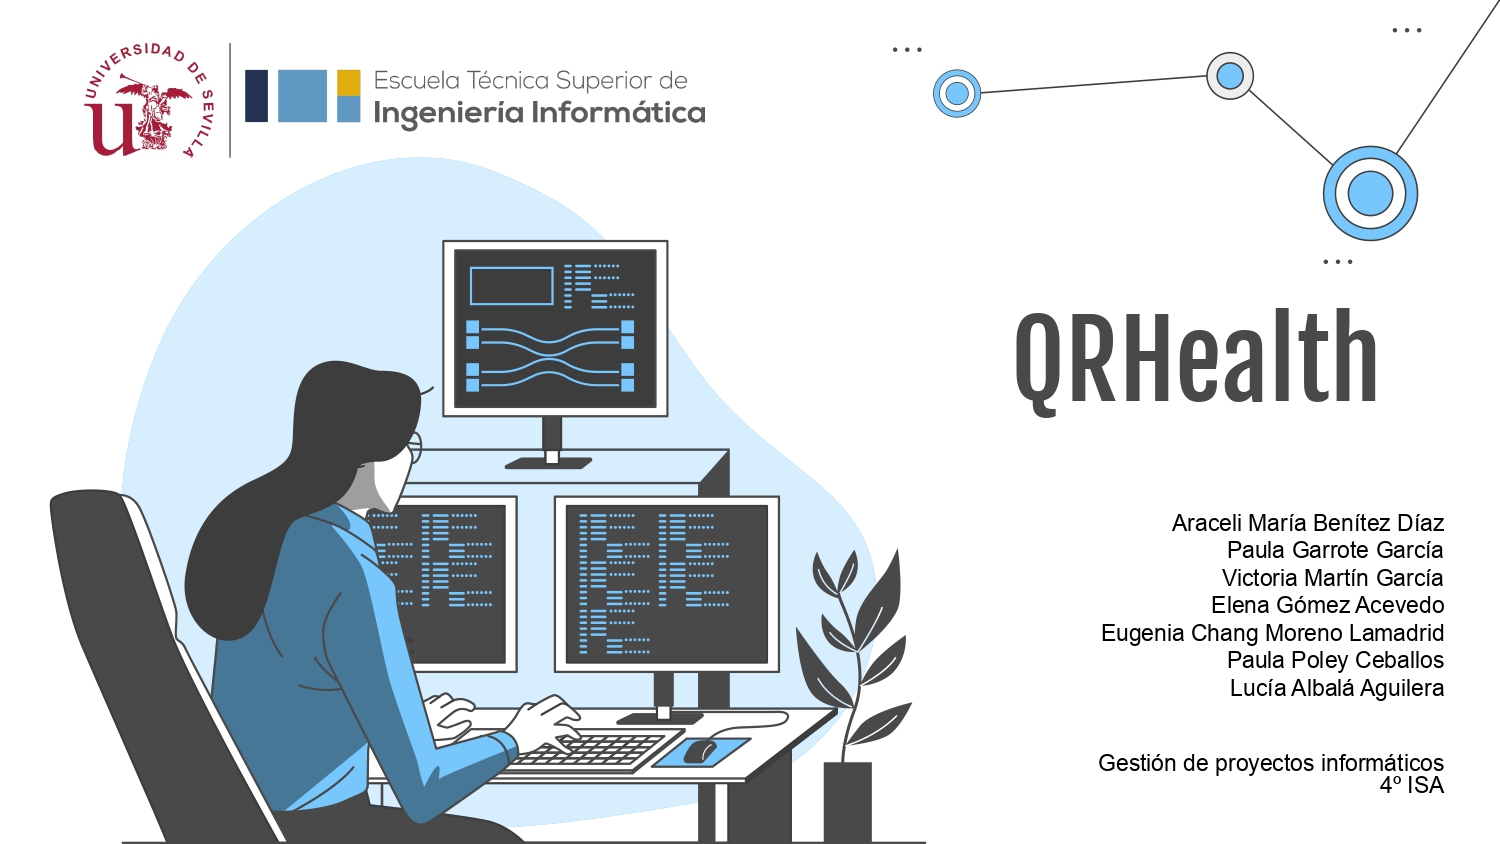 UNIVERSIDAD DE SEVILLA
u
Escuela Técnica Superior de
Ingeniería Informática
QRHealth
Araceli María Benítez Díaz
Paula Garrote García
Victoria Martín García
Elena Gómez Acevedo
Eugenia Chang Moreno Lamadrid
Paula Poley Ceballos
Lucía Albalá Aguilera
Gestión de proyectos informáticos
4º ISA